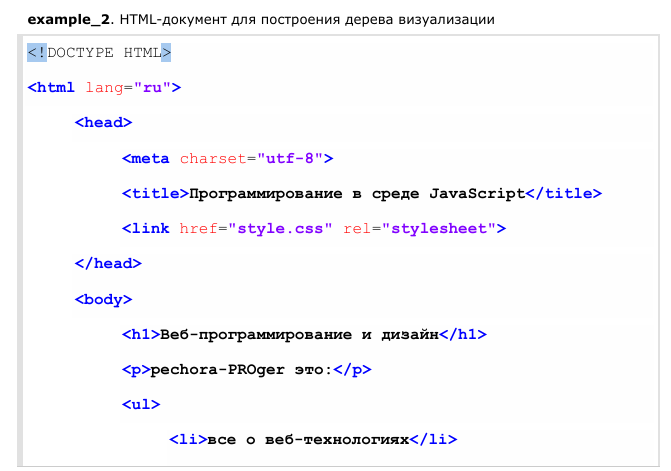 example_2. HTML-документ для построения дерева визуализации
<!DOCTYPE HTML>
<html lang="ru">
<head>
<meta charset="utf-8">
<title>Программирование в среде JavaScript</title>
<link href="style.css" rel="stylesheet">
</head>
<body>
<h1>Веб-программирование и дизайн</h1>
<p>pechora-PROger это:</p>
<ul>
<li>все о веб-технологиях</li>